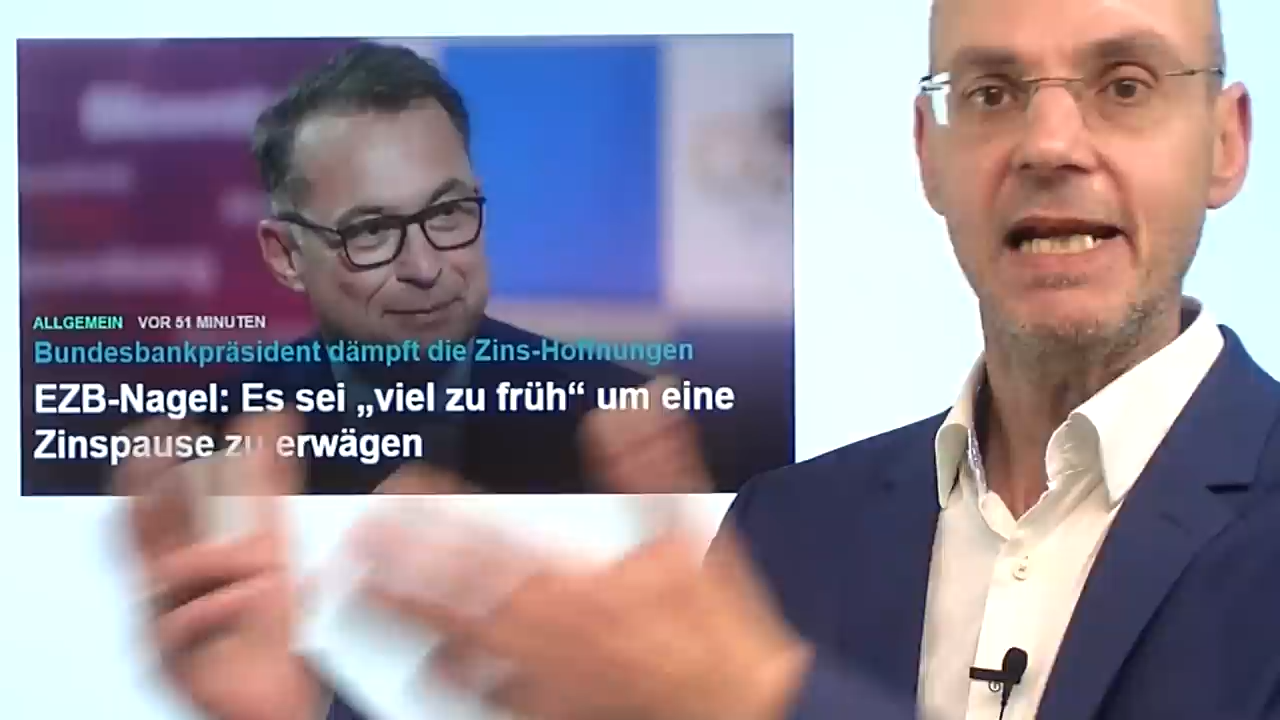 ALLGEMEIN VOR 51 MINUTEN
Bundesbankpräsident dämpft die Zins-Hoffnungen
EZB-Nagel: Es sei „viel zu früh“ um eine
Zinspause zu erwägen